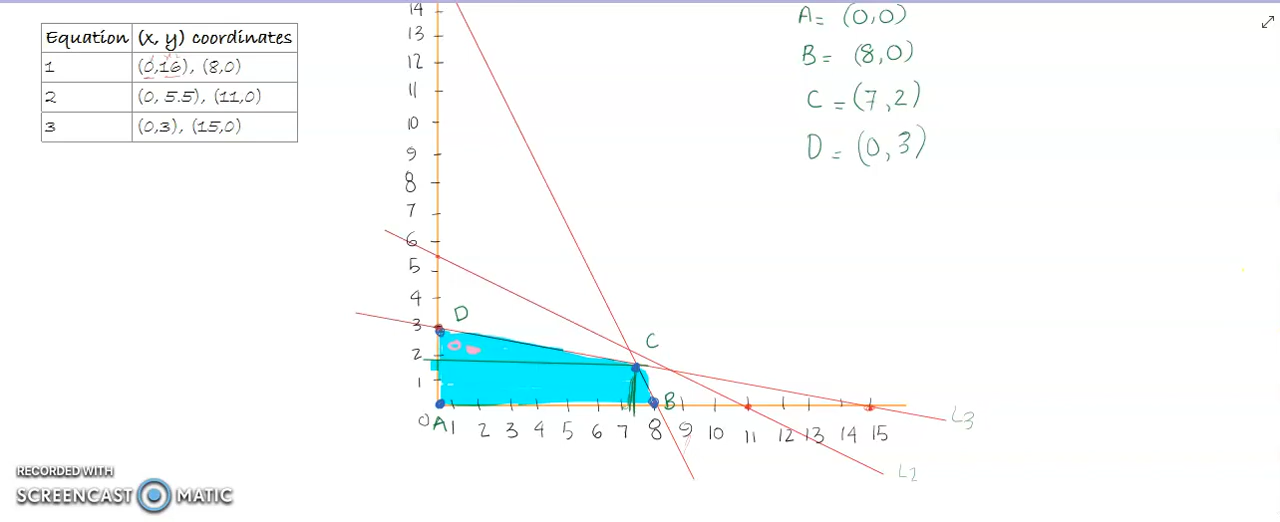 Equation (x, y) coordinates
1 (0,16), (8,0)
2 (0, 5.5), (11,0)
3 (0,3), (15,0)
A= (0,0)
B= (8,0)
C =(7,2)
D= (0,3)
14
13
12
11
10
9
8
7
6
5
4
3
D
2
C
1
B
0 A 1 2 3 4 5 6 7 8 9 10 11 12 13 14 15
L3
L2
RECORDED WITH
SCREENCAST MATIC